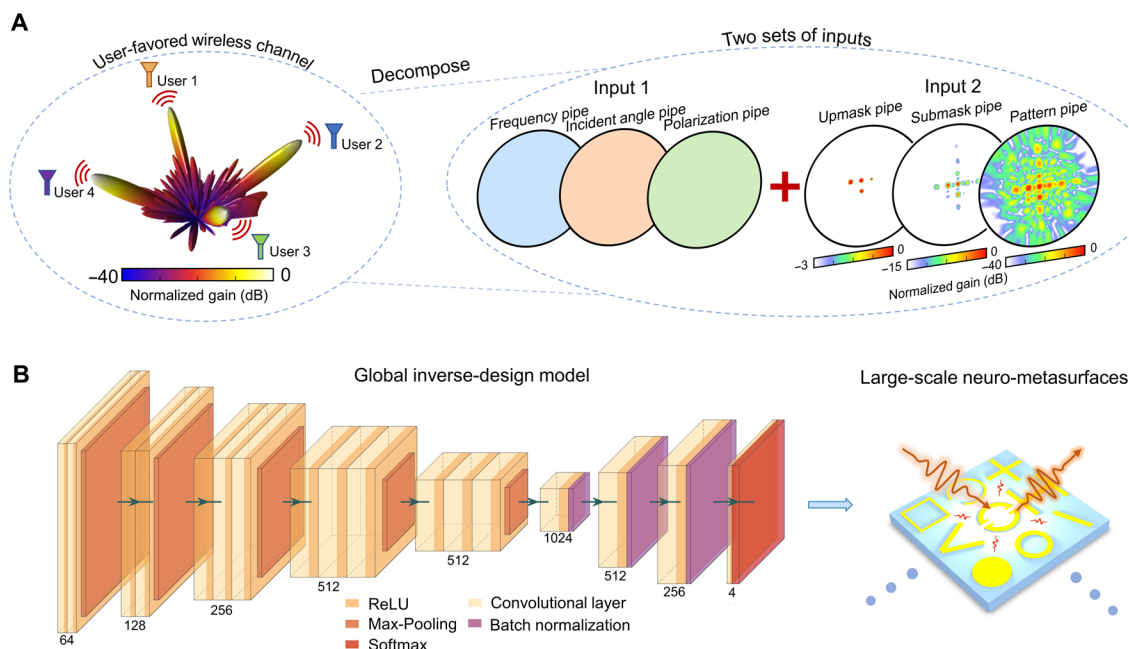 A
User-favored wireless channel
User 1
User 2
User 4
User 3
−40
0
Normalized gain (dB)
Decompose
Two sets of inputs
Input 1
Frequency pipe
Incident angle pipe
Polarization pipe
Input 2
Upmask pipe
Submask pipe
Pattern pipe
−3
0
−15
0
−40
0
Normalized gain (dB)
B
Global inverse-design model
Large-scale neuro-metasurfaces
64
128
256
512
512
1024
512
256
4
ReLU
Convolutional layer
Max-Pooling
Batch normalization
Softmax